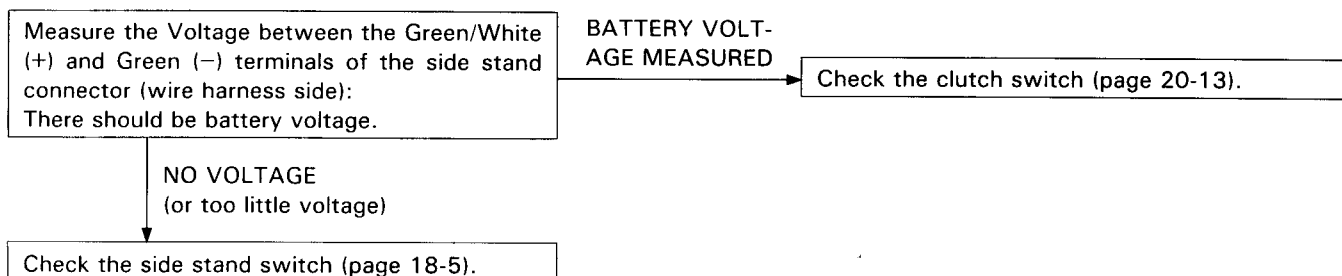 Measure the Voltage between the Green/White
(+) and Green (−) terminals of the side stand
connector (wire harness side):
There should be battery voltage.
BATTERY VOLT-
AGE MEASURED
Check the clutch switch (page 20-13).
NO VOLTAGE
(or too little voltage)
Check the side stand switch (page 18-5).